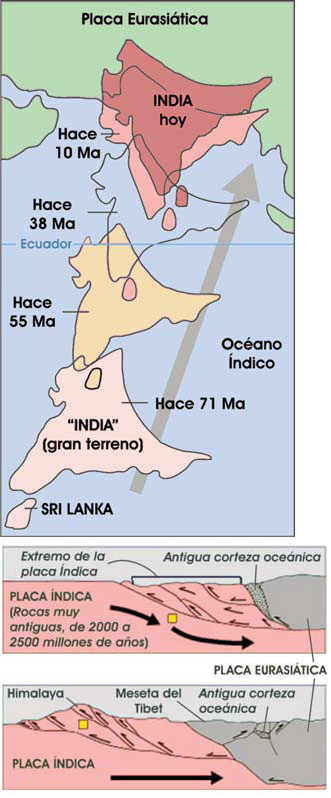 Placa Eurasiática
INDIA
hoy
Hace
10 Ma
Hace
38 Ma
Ecuador
Hace
55 Ma
Océano
Índico
Hace 71 Ma
“INDIA”
(gran terreno)
SRI LANKA
Extremo de la
placa Índica
Antigua corteza oceánica
PLACA ÍNDICA
(Rocas muy
antiguas, de 2000 a
2500 millones de años)
PLACA EURASIÁTICA
Himalaya
Meseta del
Tibet
Antigua corteza
oceánica
PLACA ÍNDICA